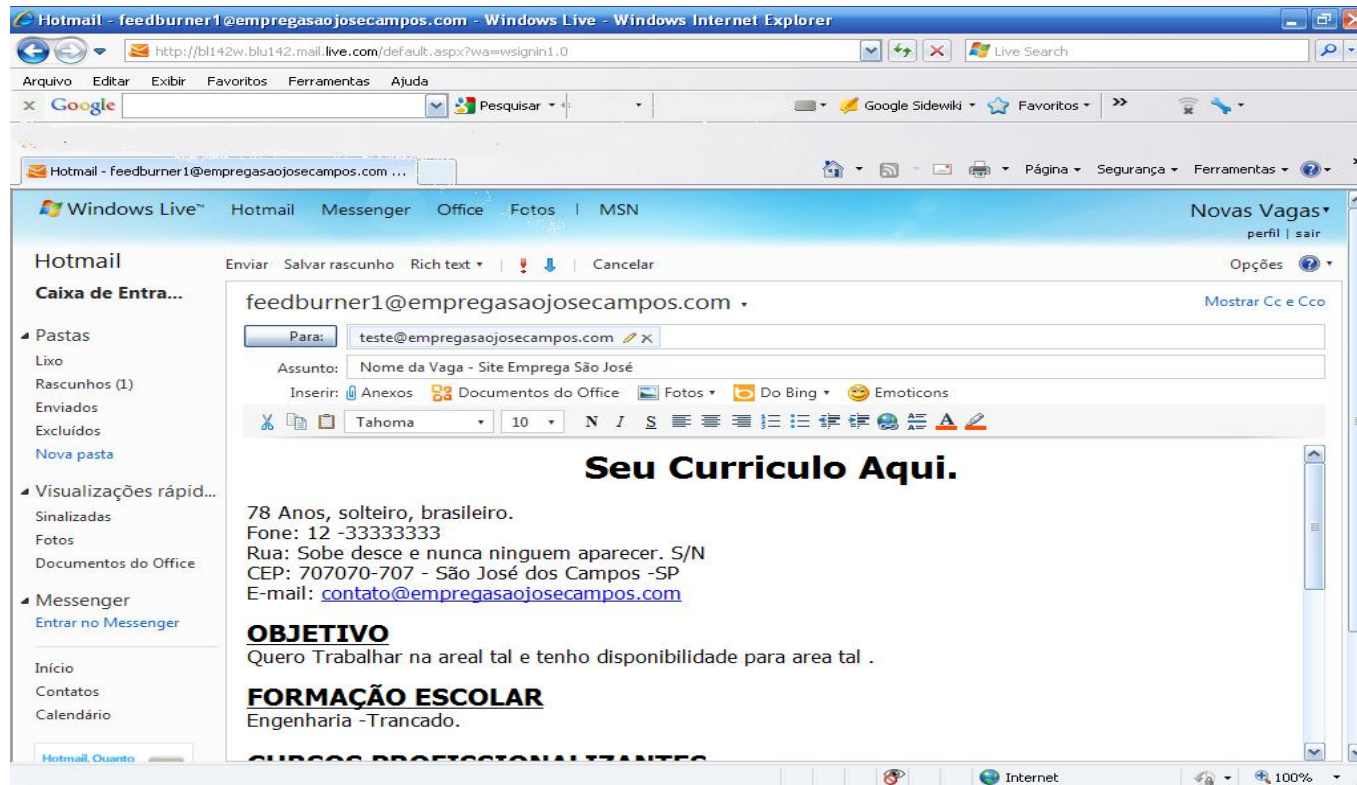 Hotmail - feedburner1@empregasaojosecampos.com - Windows Live - Windows Internet Explorer
http://bl142w.blu142.mail.live.com/default.aspx?wa=wsignin1.0
Live Search
Arquivo Editar Exibir Favoritos Ferramentas Ajuda
x Google Pesquisar Google Sidewiki Favoritos »
Hotmail - feedburner1@empregasaojosecampos.com ... Página Segurança Ferramentas
Windows Live™ Hotmail Messenger Office Fotos | MSN Novas Vagas
perfil | sair
Hotmail Enviar Salvar rascunho Rich text | | Cancelar Opções
Caixa de Entra... feedburner1@empregasaojosecampos.com Mostrar Cc e Cco
Pastas
Lixo
Rascunhos (1)
Enviados
Excluídos
Nova pasta
Visualizações rápid...
Sinalizadas
Fotos
Documentos do Office
Messenger
Entrar no Messenger
Início
Contatos
Calendário
Hotmail. Quanto
Para: teste@empregasaojosecampos.com
Assunto: Nome da Vaga - Site Emprega São José
Inserir: Anexos Documentos do Office Fotos Do Bing Emoticons
Tahoma 10 N I S A
Seu Curriculo Aqui.
78 Anos, solteiro, brasileiro.
Fone: 12 -33333333
Rua: Sobe desce e nunca ninguem aparecer. S/N
CEP: 707070-707 - São José dos Campos -SP
E-mail: contato@empregasaojosecampos.com
OBJETIVO
Quero Trabalhar na areal tal e tenho disponibilidade para area tal .
FORMAÇÃO ESCOLAR
Engenharia -Trancado.
CURSOS PROFISSIONALIZANTES
Internet 100%